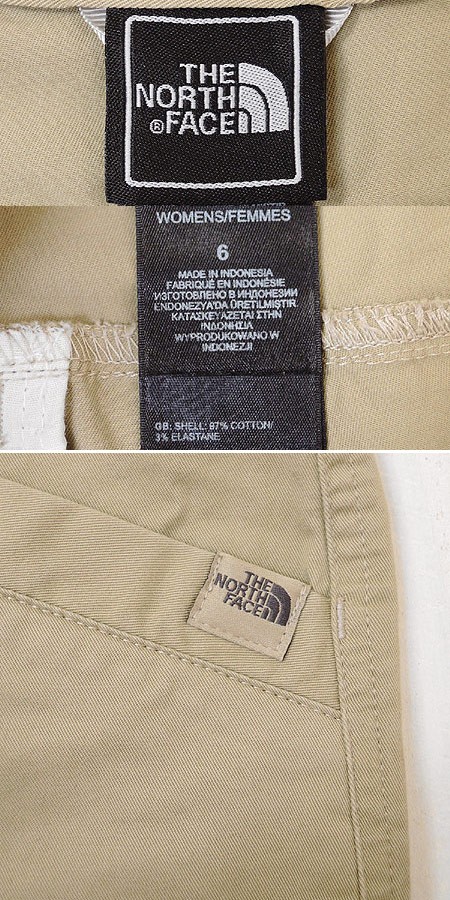 THE
NORTH
®FACE
WOMENS/FEMMES
6
MADE IN INDONESIA
FABRIQUÉ EN INDONÉSIE
ИЗГОТОВЛЕНО В ИНДОНЕЗИИ
ENDONEZYA'DA ÜRETILMIŞTIR.
ΚΑΤΑΣΚΕΥΑΖΕΤΑΙ ΣΤΗΝ
ΙΝΔΟΝΗΣΙΑ
WYPRODUKOWANO W
INDONEZJI
GB: SHELL: 97% COTTON/
3% ELASTANE
THE
NORTH
FACE